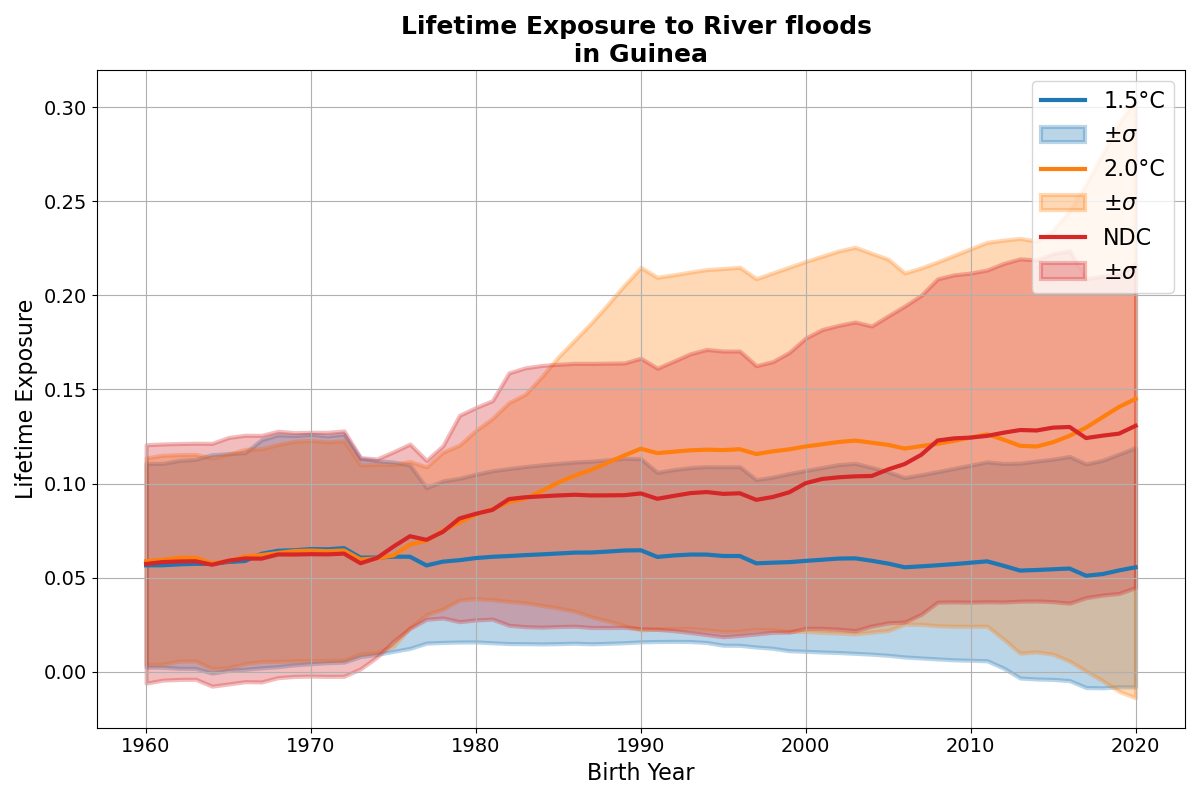 Lifetime Exposure to River floods
in Guinea
Lifetime Exposure
0.30
0.25
0.20
0.15
0.10
0.05
0.00
1960
1970
1980
1990
2000
2010
2020
Birth Year
1.5°C
±σ
2.0°C
±σ
NDC
±σ